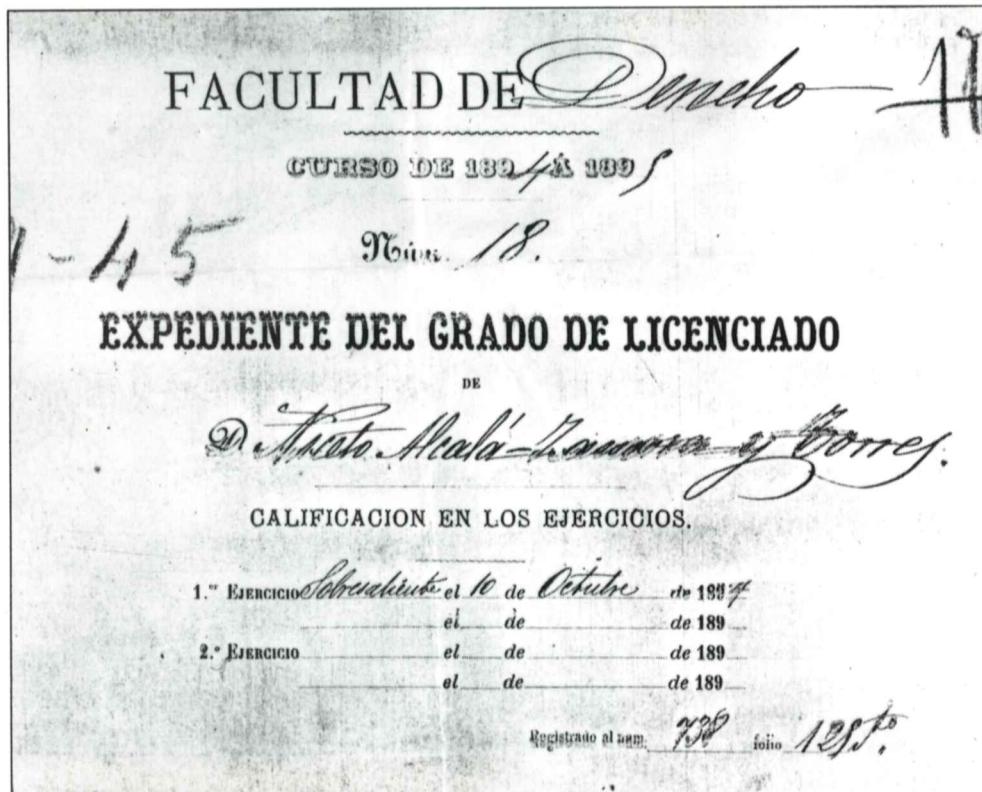 FACULTAD DE Derecho
CURSO DE 1894 Á 1895
Núm. 18.
-45
EXPEDIENTE DEL GRADO DE LICENCIADO
DE
D. Niceto Alcalá-Zamora y Torres.
CALIFICACION EN LOS EJERCICIOS.
1.er EJERCICIO Sobresaliente el 10 de Octubre de 1894
el de de 189
2.º EJERCICIO el de de 189
el de de 189
Registrado al núm. 738 folio 128